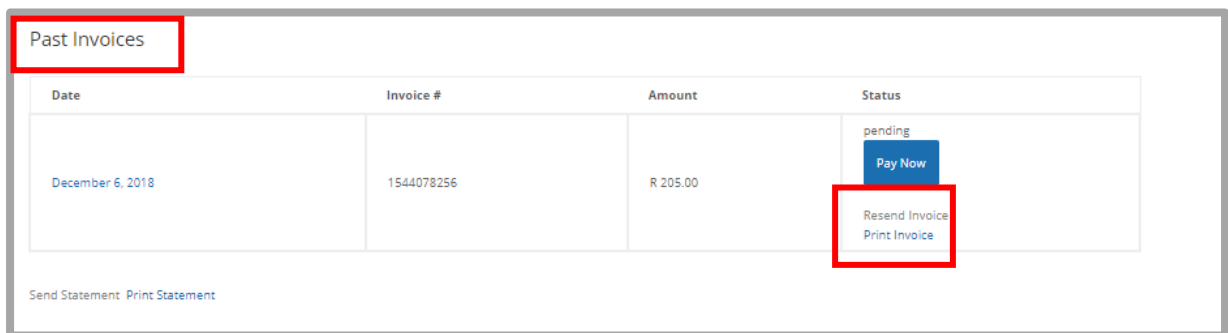 Past Invoices
Date Invoice # Amount Status
pending
Pay Now
December 6, 2018 1544078256 R 205.00
Resend Invoice
Print Invoice
Send Statement Print Statement